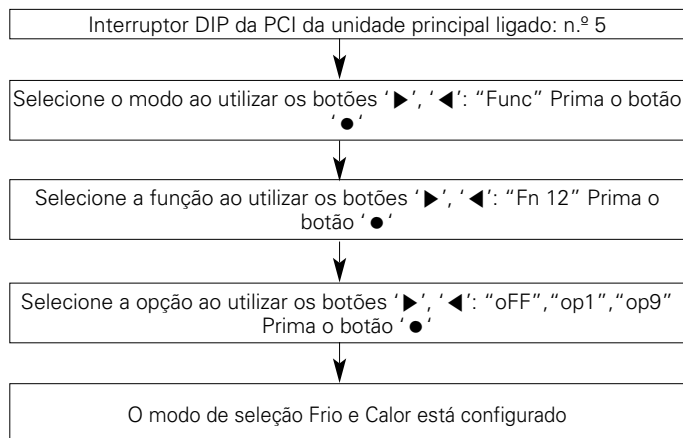 Interruptor DIP da PCI da unidade principal ligado: n.º 5
Selecione o modo ao utilizar os botões ‘▶’, ‘◀’: “Func” Prima o botão
‘●‘
Selecione a função ao utilizar os botões ‘▶’, ‘◀’: “Fn 12” Prima o
botão ‘●‘
Selecione a opção ao utilizar os botões ‘▶’, ‘◀’: “oFF”,“op1”,“op9”
Prima o botão ‘●‘
O modo de seleção Frio e Calor está configurado